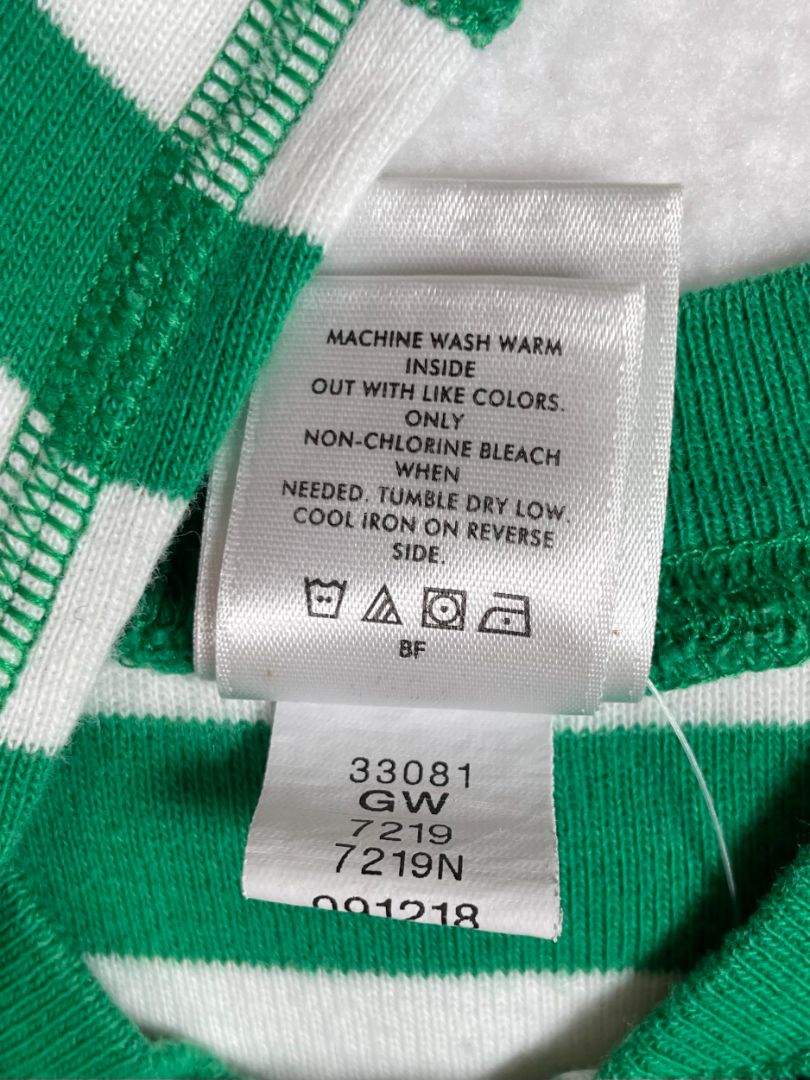 MACHINE WASH WARM
INSIDE
OUT WITH LIKE COLORS.
ONLY
NON-CHLORINE BLEACH
WHEN
NEEDED. TUMBLE DRY LOW.
COOL IRON ON REVERSE
SIDE.
BF
33081
GW
7219
7219N
091218